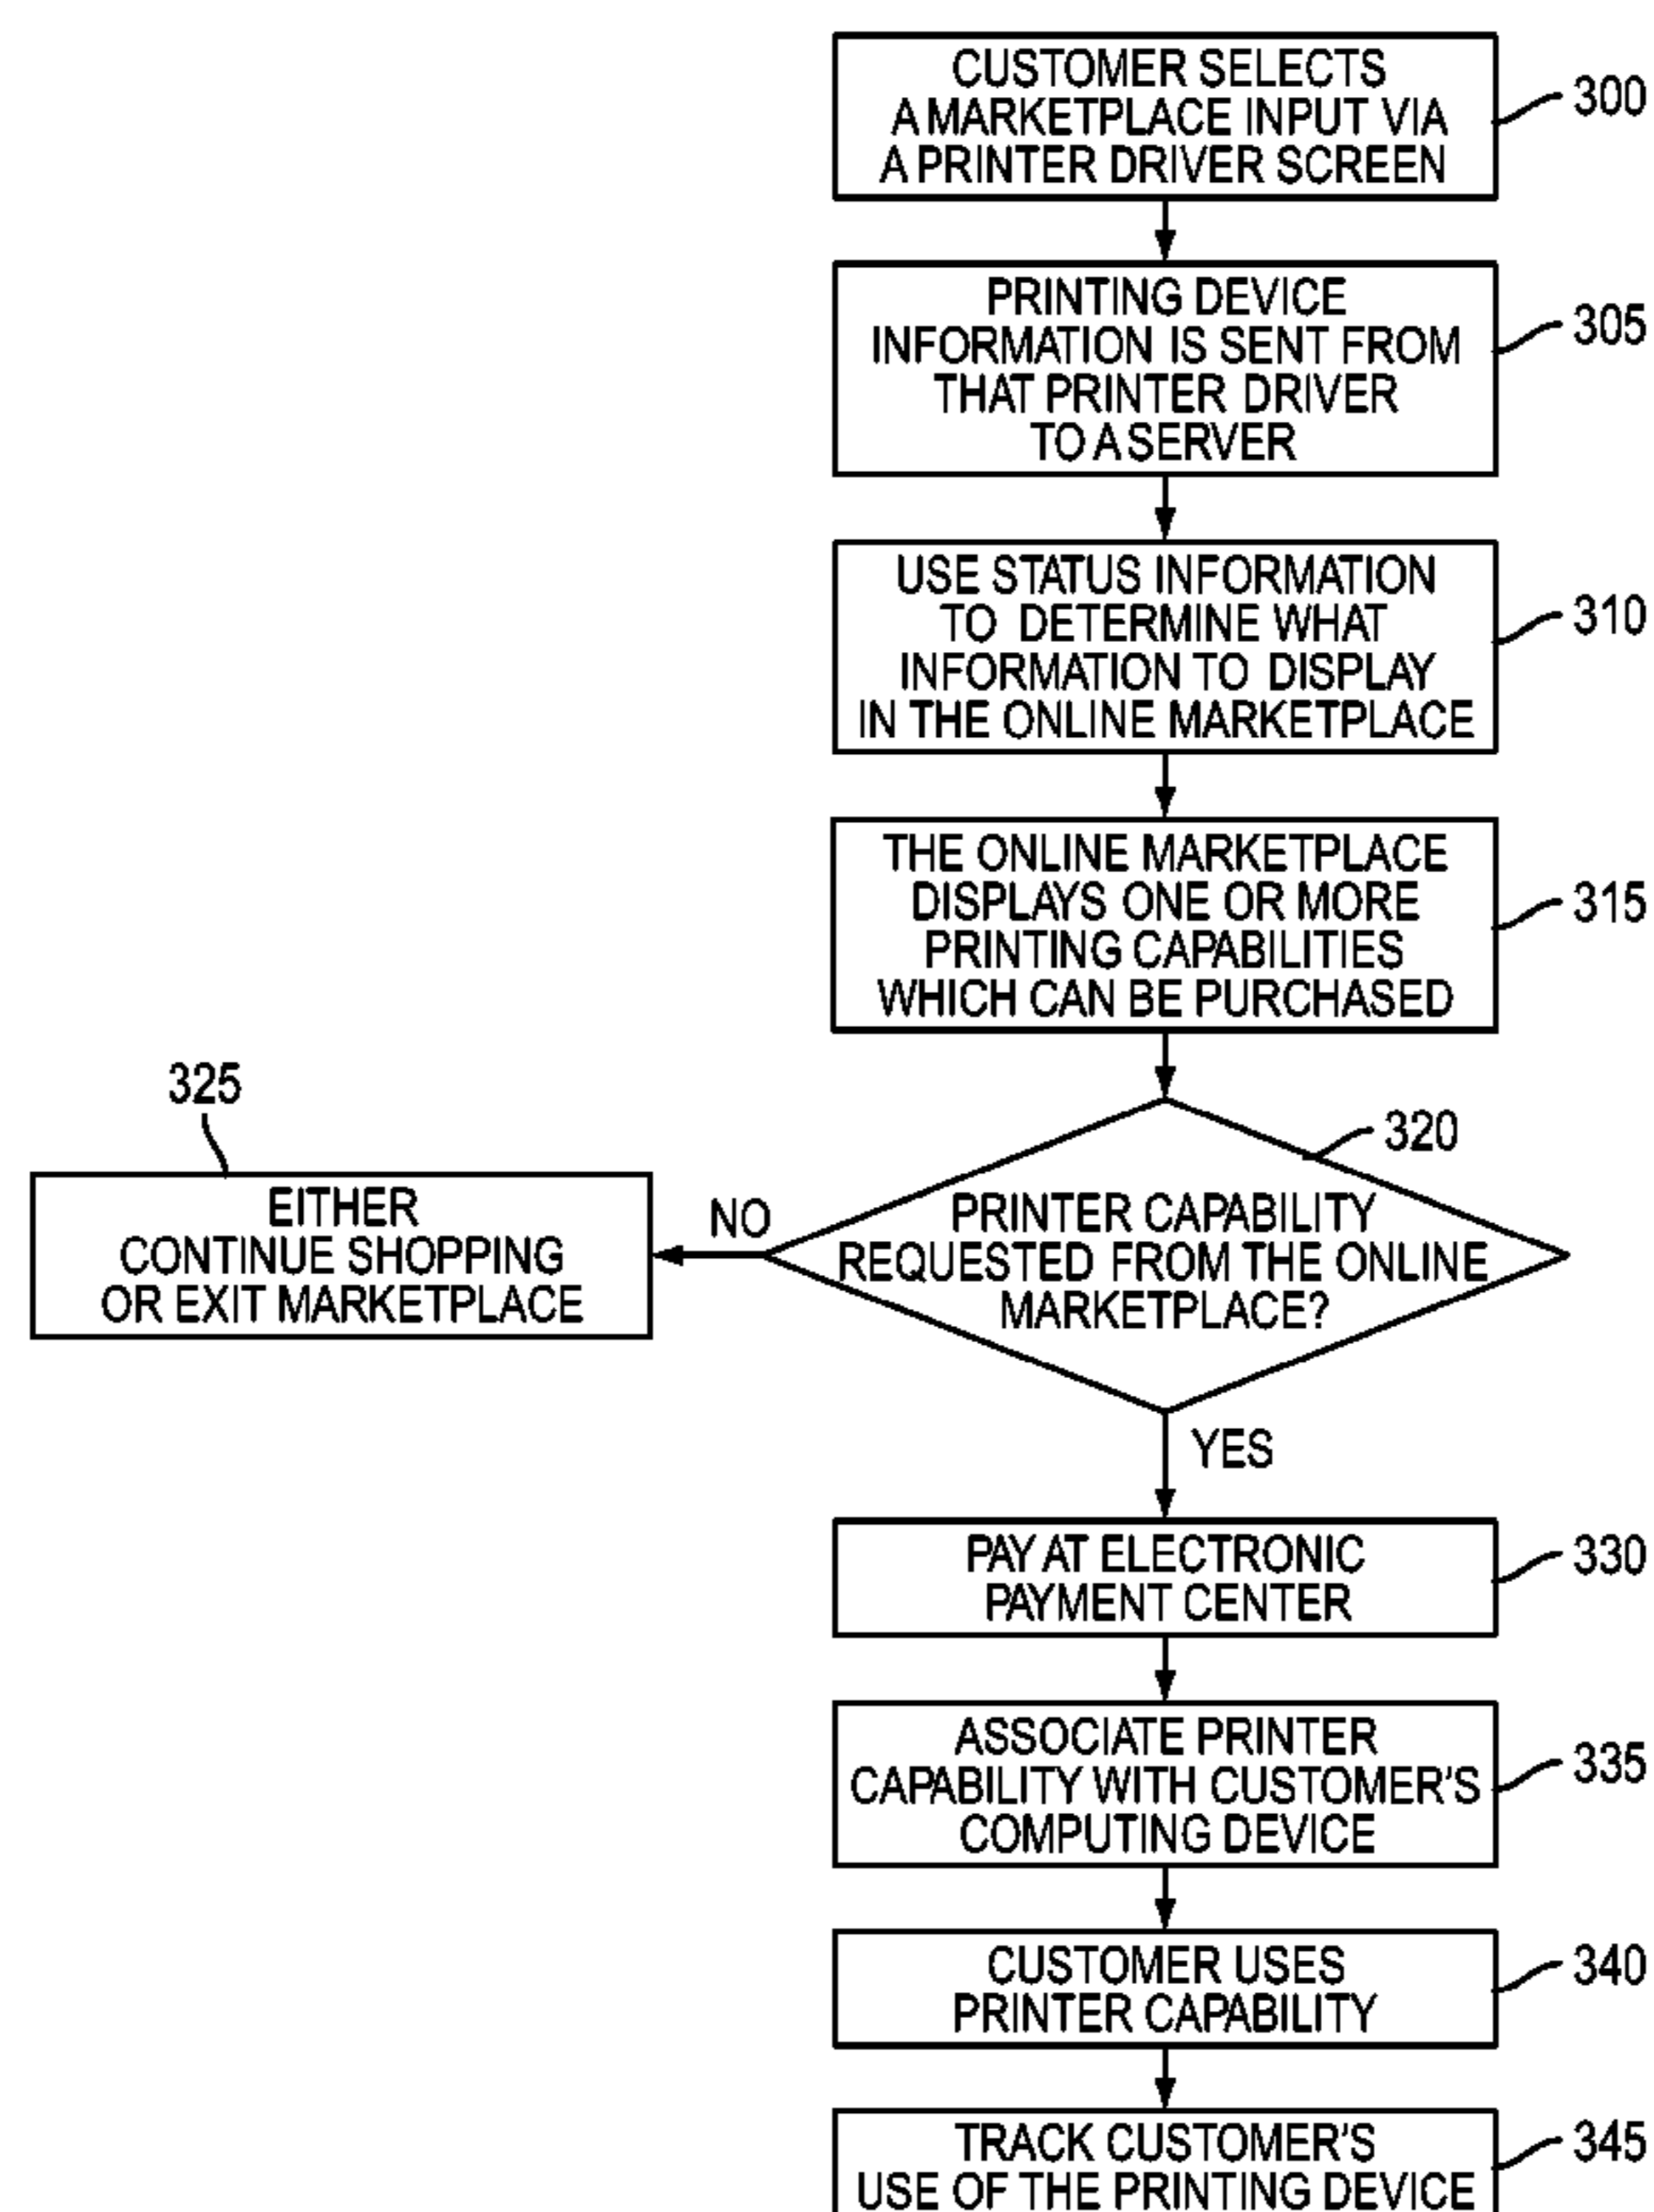 CUSTOMER SELECTS
A MARKETPLACE INPUT VIA
A PRINTER DRIVER SCREEN
300
PRINTING DEVICE
INFORMATION IS SENT FROM
THAT PRINTER DRIVER
TO A SERVER
305
USE STATUS INFORMATION
TO DETERMINE WHAT
INFORMATION TO DISPLAY
IN THE ONLINE MARKETPLACE
310
THE ONLINE MARKETPLACE
DISPLAYS ONE OR MORE
PRINTING CAPABILITIES
WHICH CAN BE PURCHASED
315
320
PRINTER CAPABILITY
REQUESTED FROM THE ONLINE
MARKETPLACE?
NO
325
EITHER
CONTINUE SHOPPING
OR EXIT MARKETPLACE
YES
PAY AT ELECTRONIC
PAYMENT CENTER
330
ASSOCIATE PRINTER
CAPABILITY WITH CUSTOMER'S
COMPUTING DEVICE
335
CUSTOMER USES
PRINTER CAPABILITY
340
TRACK CUSTOMER'S
USE OF THE PRINTING DEVICE
345